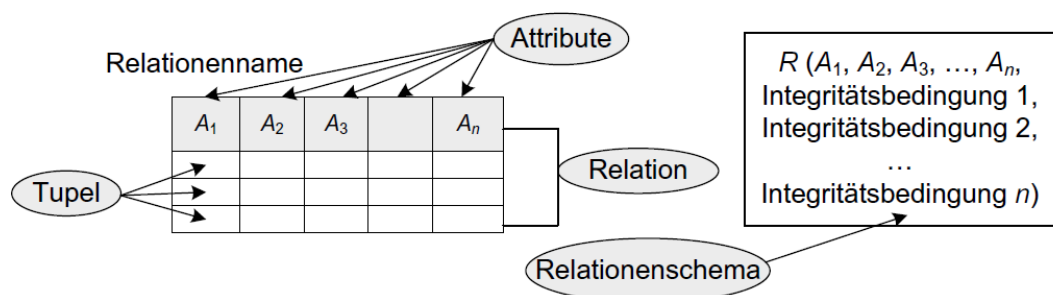 Attribute
Relationenname
A1 A2 A3 An
Tupel
Relation
R (A1, A2, A3, …, An,
Integritätsbedingung 1,
Integritätsbedingung 2,
…
Integritätsbedingung n)
Relationenschema